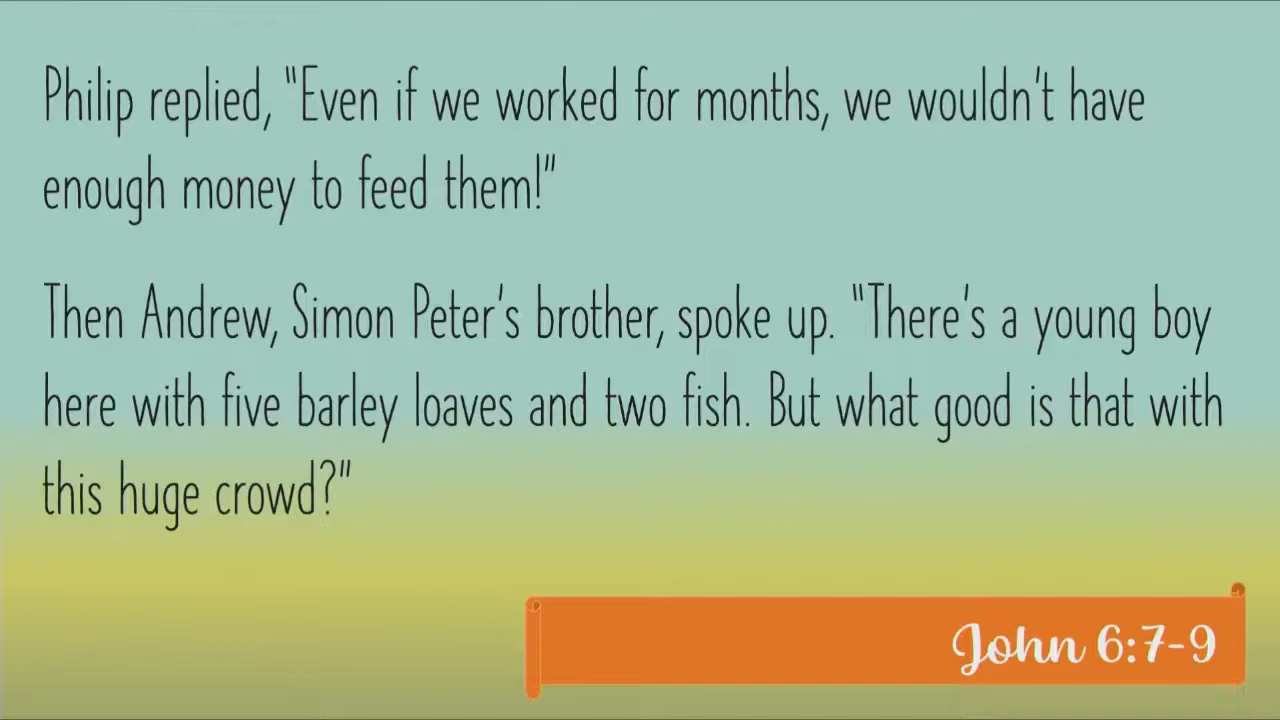 Philip replied, "Even if we worked for months, we wouldn't have
enough money to feed them!"
Then Andrew, Simon Peter's brother, spoke up. "There's a young boy
here with five barley loaves and two fish. But what good is that with
this huge crowd?"
John 6:7-9